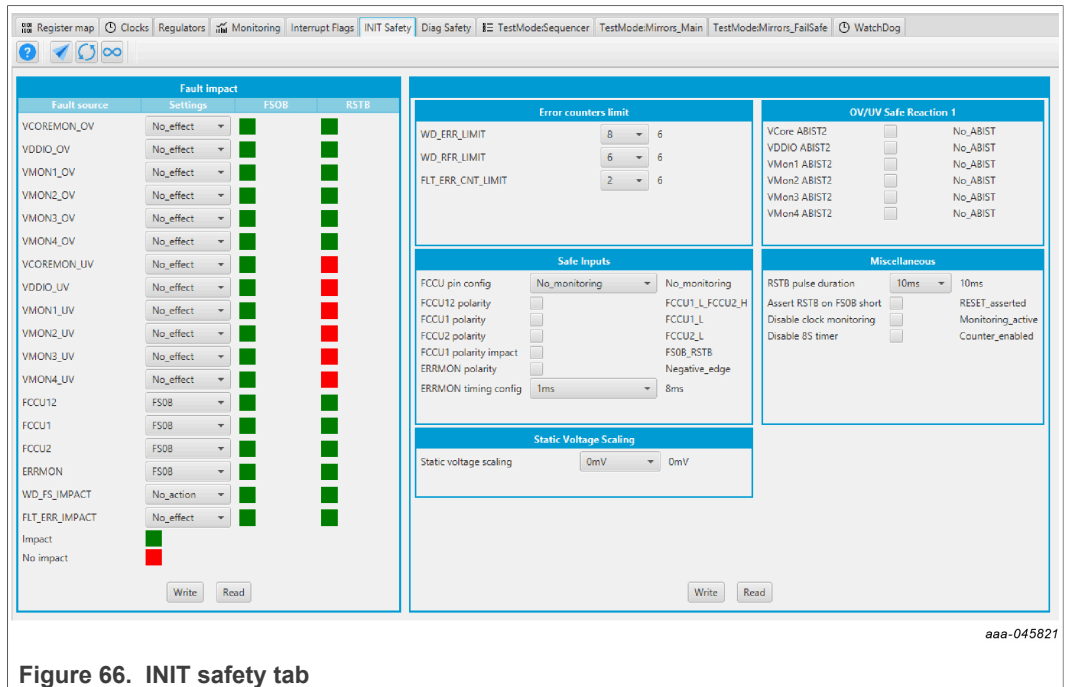 Register map Clocks Regulators Monitoring Interrupt Flags INIT Safety Diag Safety TestMode:Sequencer TestMode:Mirrors_Main TestMode:Mirrors_FailSafe WatchDog
Fault impact
Fault source Settings FSOB RSTB
VCOREMON_OV No_effect
VDDIO_OV No_effect
VMON1_OV No_effect
VMON2_OV No_effect
VMON3_OV No_effect
VMON4_OV No_effect
VCOREMON_UV No_effect
VDDIO_UV No_effect
VMON1_UV No_effect
VMON2_UV No_effect
VMON3_UV No_effect
VMON4_UV No_effect
FCCU12 FS0B
FCCU1 FS0B
FCCU2 FS0B
ERRMON FS0B
WD_FS_IMPACT No_action
FLT_ERR_IMPACT No_effect
Impact
No impact
Write Read
Error counters limit
WD_ERR_LIMIT 8 6
WD_RFR_LIMIT 6 6
FLT_ERR_CNT_LIMIT 2 6
OV/UV Safe Reaction 1
VCore ABIST2 No_ABIST
VDDIO ABIST2 No_ABIST
VMon1 ABIST2 No_ABIST
VMon2 ABIST2 No_ABIST
VMon3 ABIST2 No_ABIST
VMon4 ABIST2 No_ABIST
Safe Inputs
FCCU pin config No_monitoring No_monitoring
FCCU12 polarity FCCU1_L_FCCU2_H
FCCU1 polarity FCCU1_L
FCCU2 polarity FCCU2_L
FCCU1 polarity impact FS0B_RSTB
ERRMON polarity Negative_edge
ERRMON timing config 1ms 8ms
Miscellaneous
RSTB pulse duration 10ms 10ms
Assert RSTB on FS0B short RESET_asserted
Disable clock monitoring Monitoring_active
Disable 8S timer Counter_enabled
Static Voltage Scaling
Static voltage scaling 0mV 0mV
Write Read
aaa-045821
Figure 66. INIT safety tab